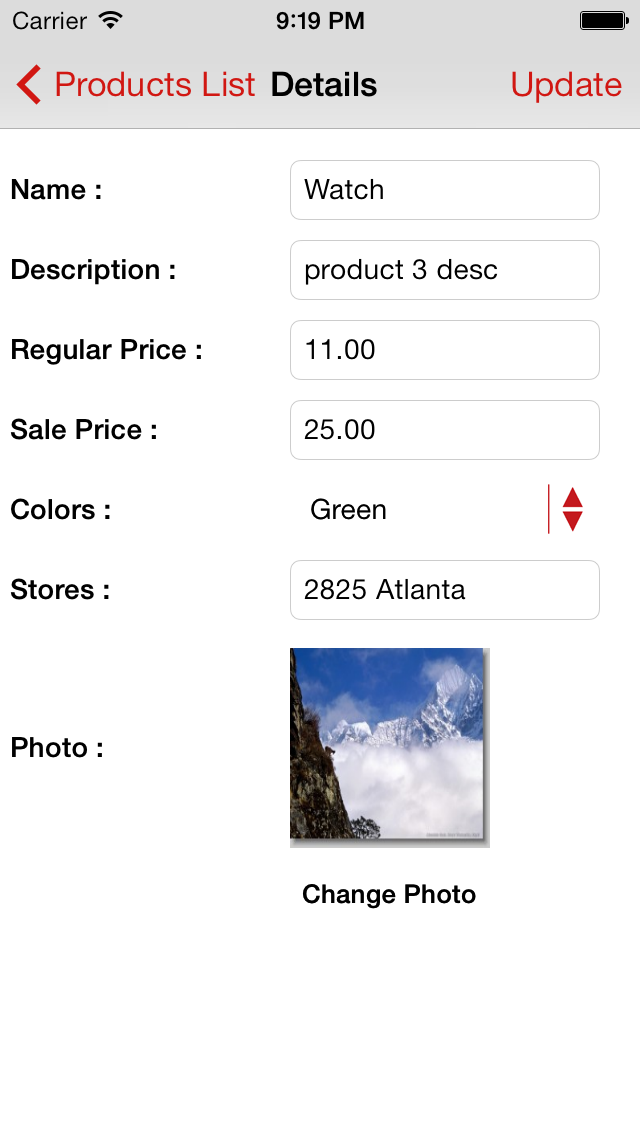 Carrier 9:19 PM
Products List Details Update
Name : Watch
Description : product 3 desc
Regular Price : 11.00
Sale Price : 25.00
Colors : Green
Stores : 2825 Atlanta
Photo :
Change Photo